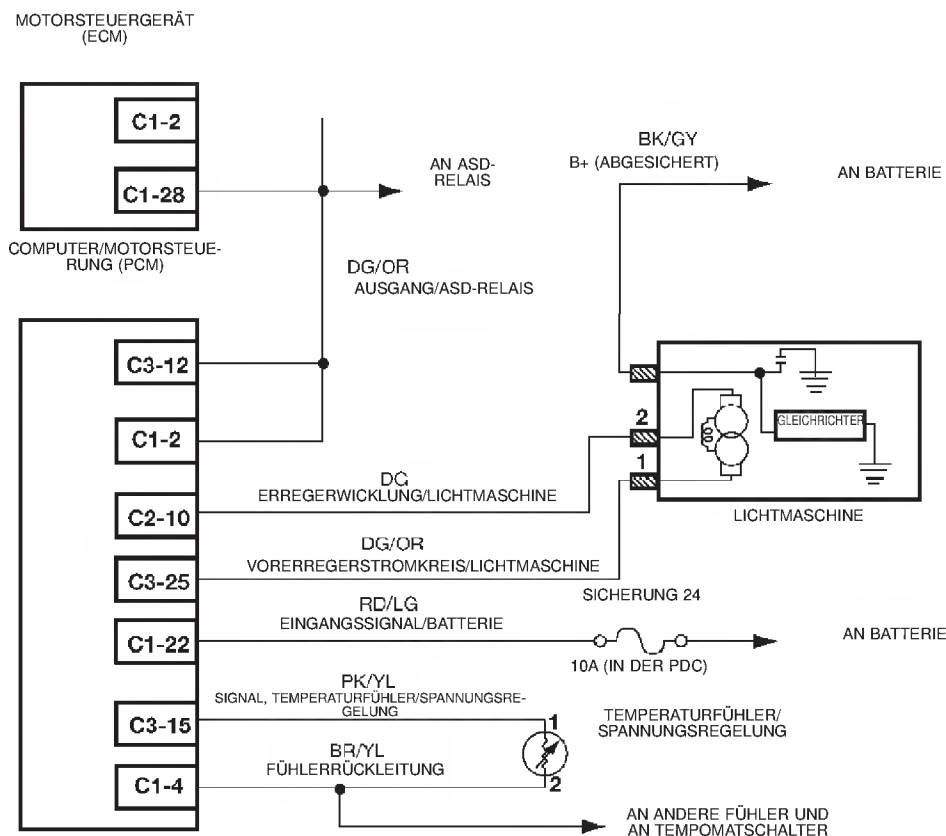 MOTORSTEUERGERÄT
(ECM)
C1-2
C1-28
AN ASD-
RELAIS
BK/GY
B+ (ABGESICHERT)
AN BATTERIE
COMPUTER/MOTORSTEUE-
RUNG (PCM)
DG/OR
AUSGANG/ASD-RELAIS
C3-12
C1-2
2
GLEICHRICHTER
1
DG
ERREGERWICKLUNG/LICHTMASCHINE
C2-10
LICHTMASCHINE
DG/OR
VORERREGERSTROMKREIS/LICHTMASCHINE
C3-25
SICHERUNG 24
RD/LG
EINGANGSSIGNAL/BATTERIE
C1-22
AN BATTERIE
10A (IN DER PDC)
PK/YL
SIGNAL, TEMPERATURFÜHLER/SPANNUNGSRE-
GELUNG
C3-15
1
TEMPERATURFÜHLER/
SPANNUNGSREGELUNG
BR/YL
FÜHLERRÜCKLEITUNG
C1-4
2
AN ANDERE FÜHLER UND
AN TEMPOMATSCHALTER